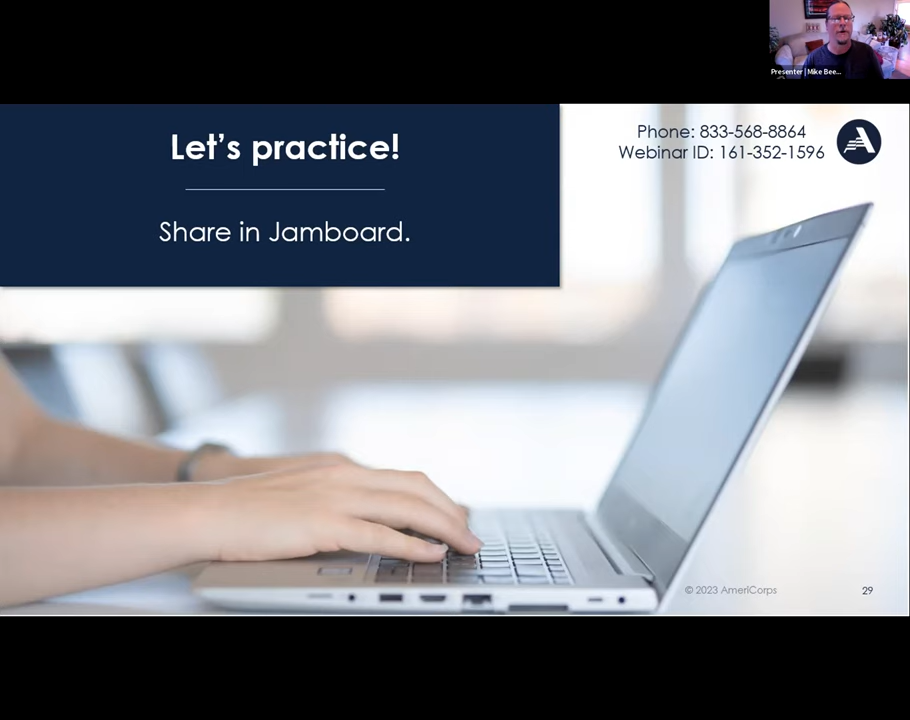 Presenter | Mike Bee...
Let's practice!
Share in Jamboard.
Phone: 833-568-8864
Webinar ID: 161-352-1596
© 2023 AmeriCorps
29